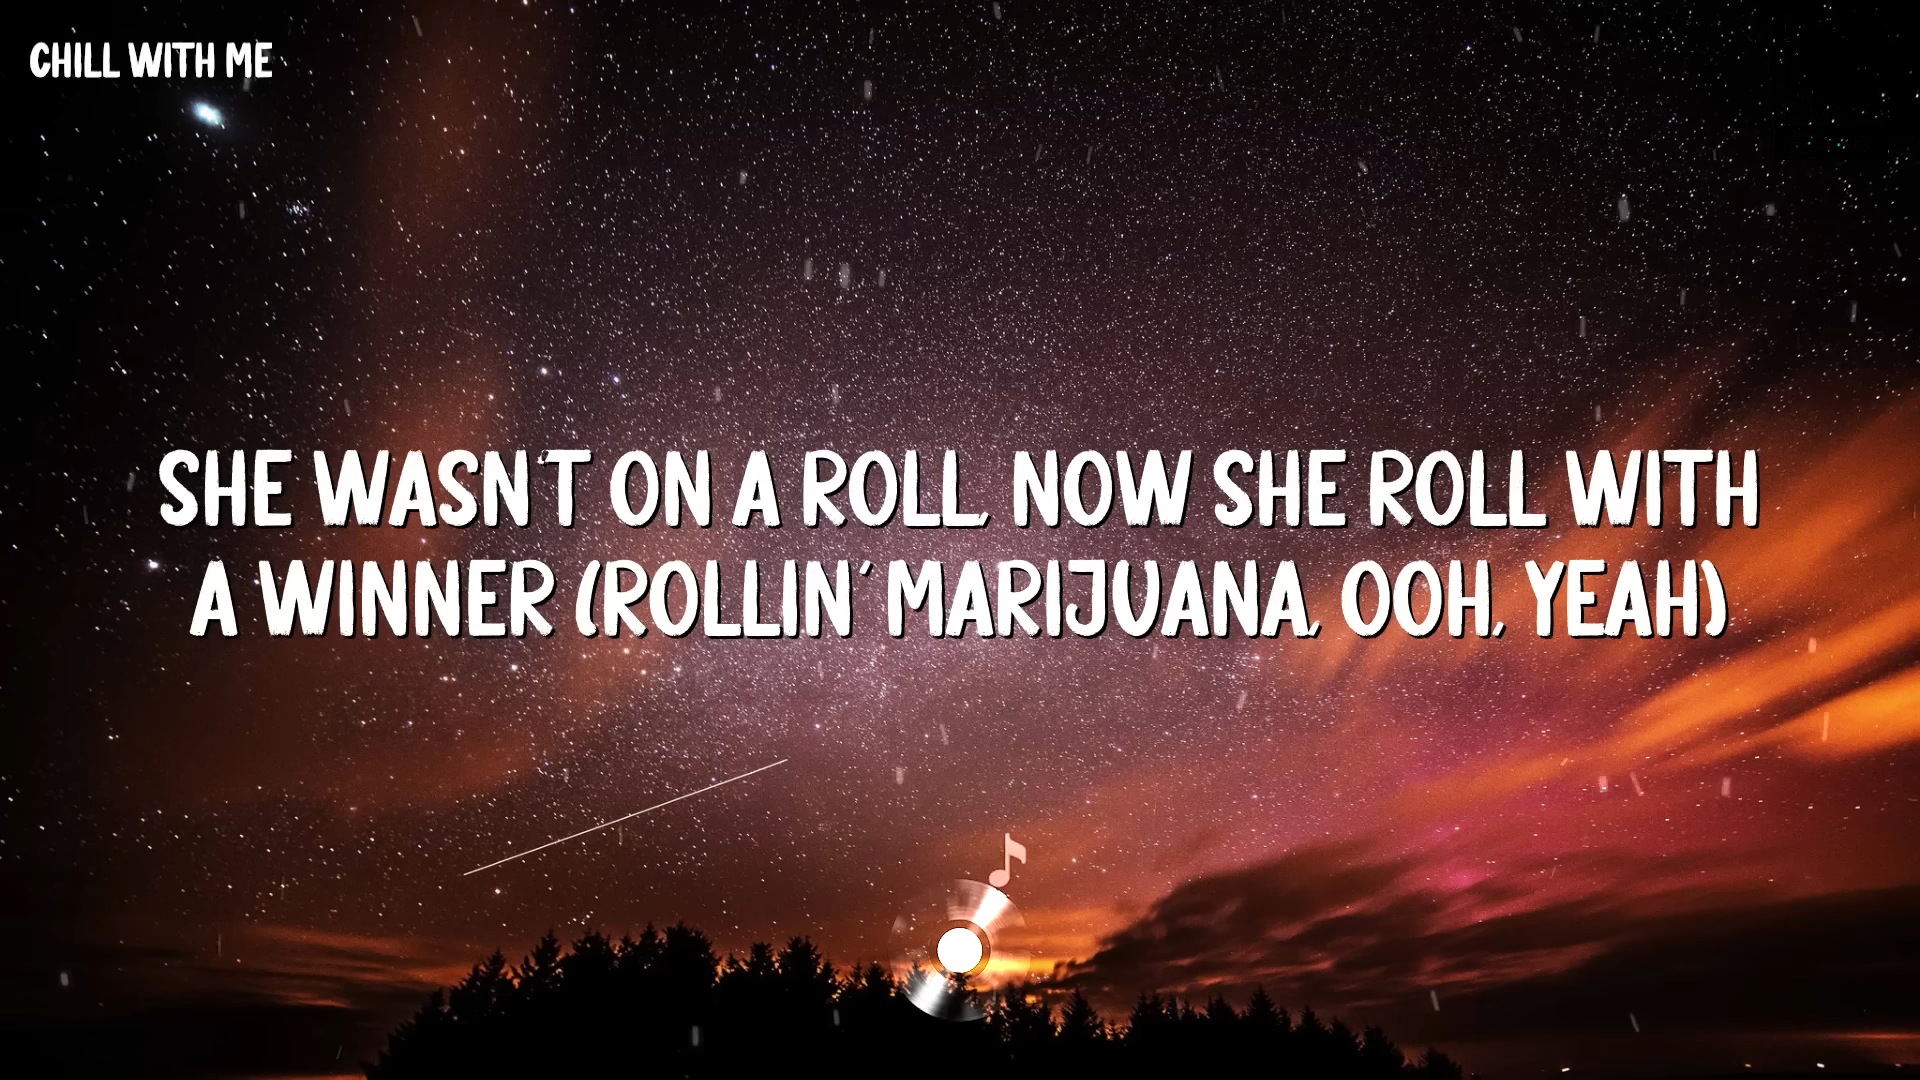 CHILL WITH ME
SHE WASN'T ON A ROLL, NOW SHE ROLL WITH
A WINNER (ROLLIN' MARIJUANA, OOH, YEAH)